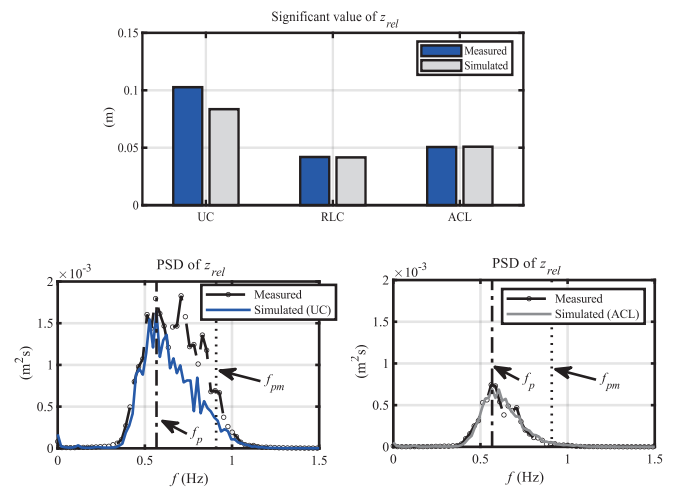 Significant value of z_rel
0.15
0.1
0.05
0
(m)
Measured
Simulated
UC RLC ACL
PSD of z_rel
×10⁻³
2
1.5
1
0.5
0
(m²s)
Measured
Simulated (UC)
f_pm
f_p
0 0.5 1 1.5
f (Hz)
PSD of z_rel
×10⁻³
2
1.5
1
0.5
0
(m²s)
Measured
Simulated (ACL)
f_p
f_pm
0 0.5 1 1.5
f (Hz)